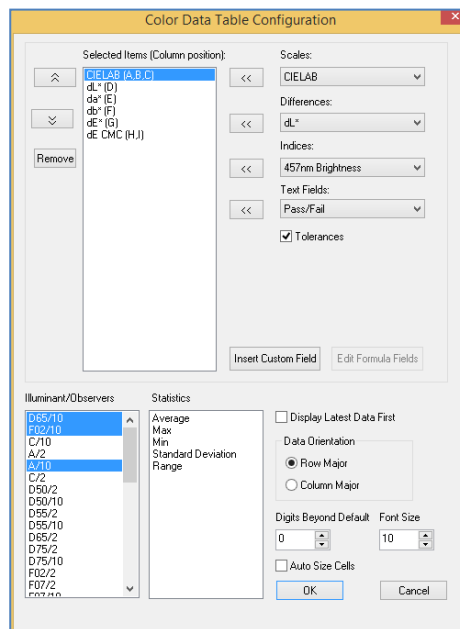 Color Data Table Configuration
Selected Items (Column position):
CIELAB (A,B,C)
dL* (D)
da* (E)
db* (F)
dE* (G)
dE CMC (H,I)
Remove
Scales:
<<
CIELAB
Differences:
<<
dL*
Indices:
<<
457nm Brightness
Text Fields:
<<
Pass/Fail
Tolerances
Insert Custom Field
Edit Formula Fields
Illuminant/Observers
D65/10
F02/10
C/10
A/2
A/10
C/2
D50/2
D50/10
D55/2
D55/10
D65/2
D75/2
D75/10
F02/2
F07/2
F07/10
Statistics
Average
Max
Min
Standard Deviation
Range
Display Latest Data First
Data Orientation
Row Major
Column Major
Digits Beyond Default
Font Size
0
10
Auto Size Cells
OK
Cancel